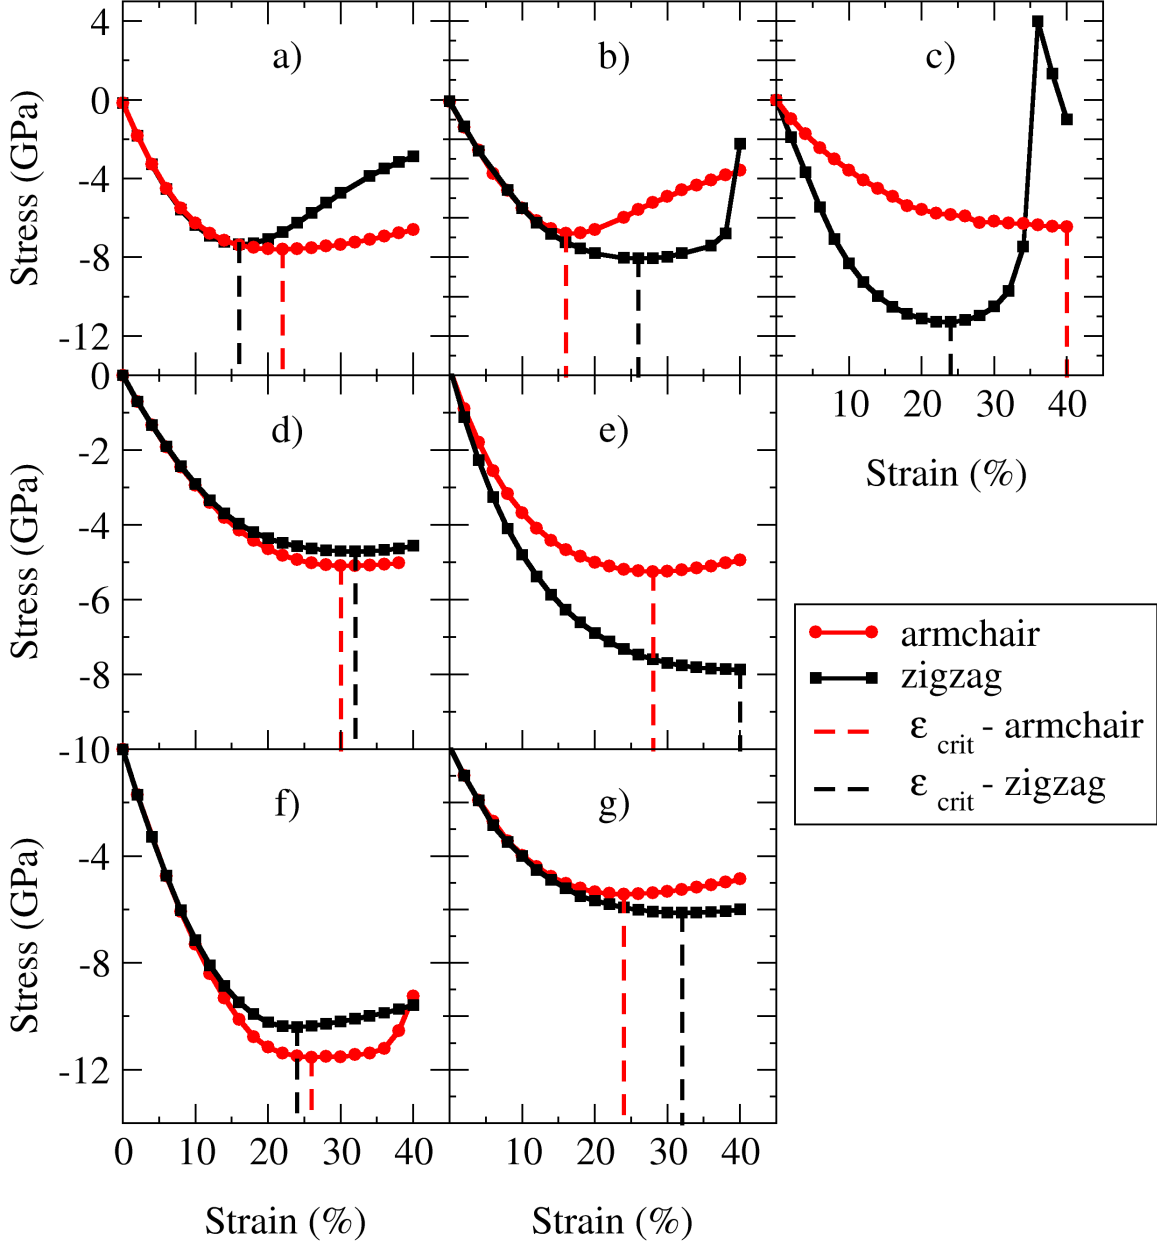 4
0
-4
-8
-12
Stress (GPa)
a)
b)
c)
10 20 30 40
Strain (%)
0
-2
-4
-6
-8
-10
Stress (GPa)
d)
e)
armchair
zigzag
ε crit - armchair
ε crit - zigzag
-4
-8
-12
Stress (GPa)
f)
g)
0 10 20 30 40
10 20 30 40
Strain (%)
Strain (%)